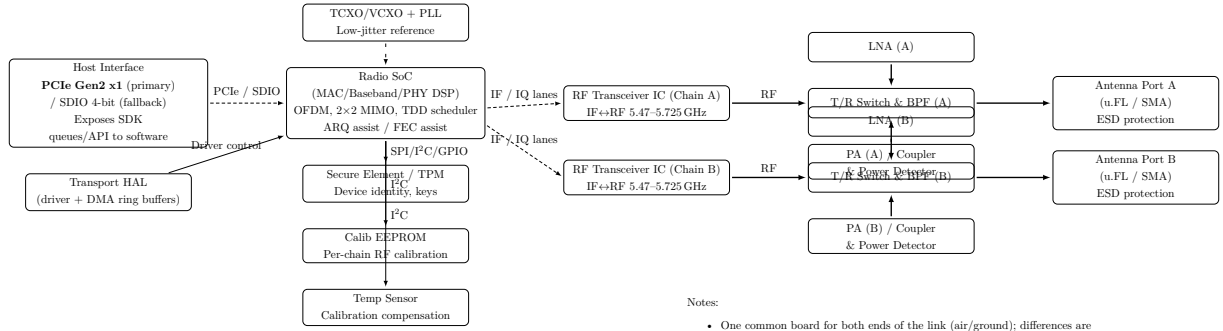 TCXO/VCXO + PLL
Low-jitter reference
Host Interface
PCIe Gen2 x1 (primary)
/ SDIO 4-bit (fallback)
Exposes SDK
queues/API to software
PCIe / SDIO
Driver control
Transport HAL
(driver + DMA ring buffers)
Radio SoC
(MAC/Baseband/PHY DSP)
OFDM, 2×2 MIMO, TDD scheduler
ARQ assist / FEC assist
SPI/I²C/GPIO
Secure Element / TPM
Device identity, keys
I²C
I²C
Calib EEPROM
Per-chain RF calibration
Temp Sensor
Calibration compensation
IF / IQ lanes
IF / IQ lanes
RF Transceiver IC (Chain A)
IF↔RF 5.47–5.725 GHz
RF Transceiver IC (Chain B)
IF↔RF 5.47–5.725 GHz
RF
RF
LNA (A)
T/R Switch & BPF (A)
LNA (B)
PA (A) / Coupler
& Power Detector
T/R Switch & BPF (B)
PA (B) / Coupler
& Power Detector
Antenna Port A
(u.FL / SMA)
ESD protection
Antenna Port B
(u.FL / SMA)
ESD protection
Notes:
• One common board for both ends of the link (air/ground); differences are